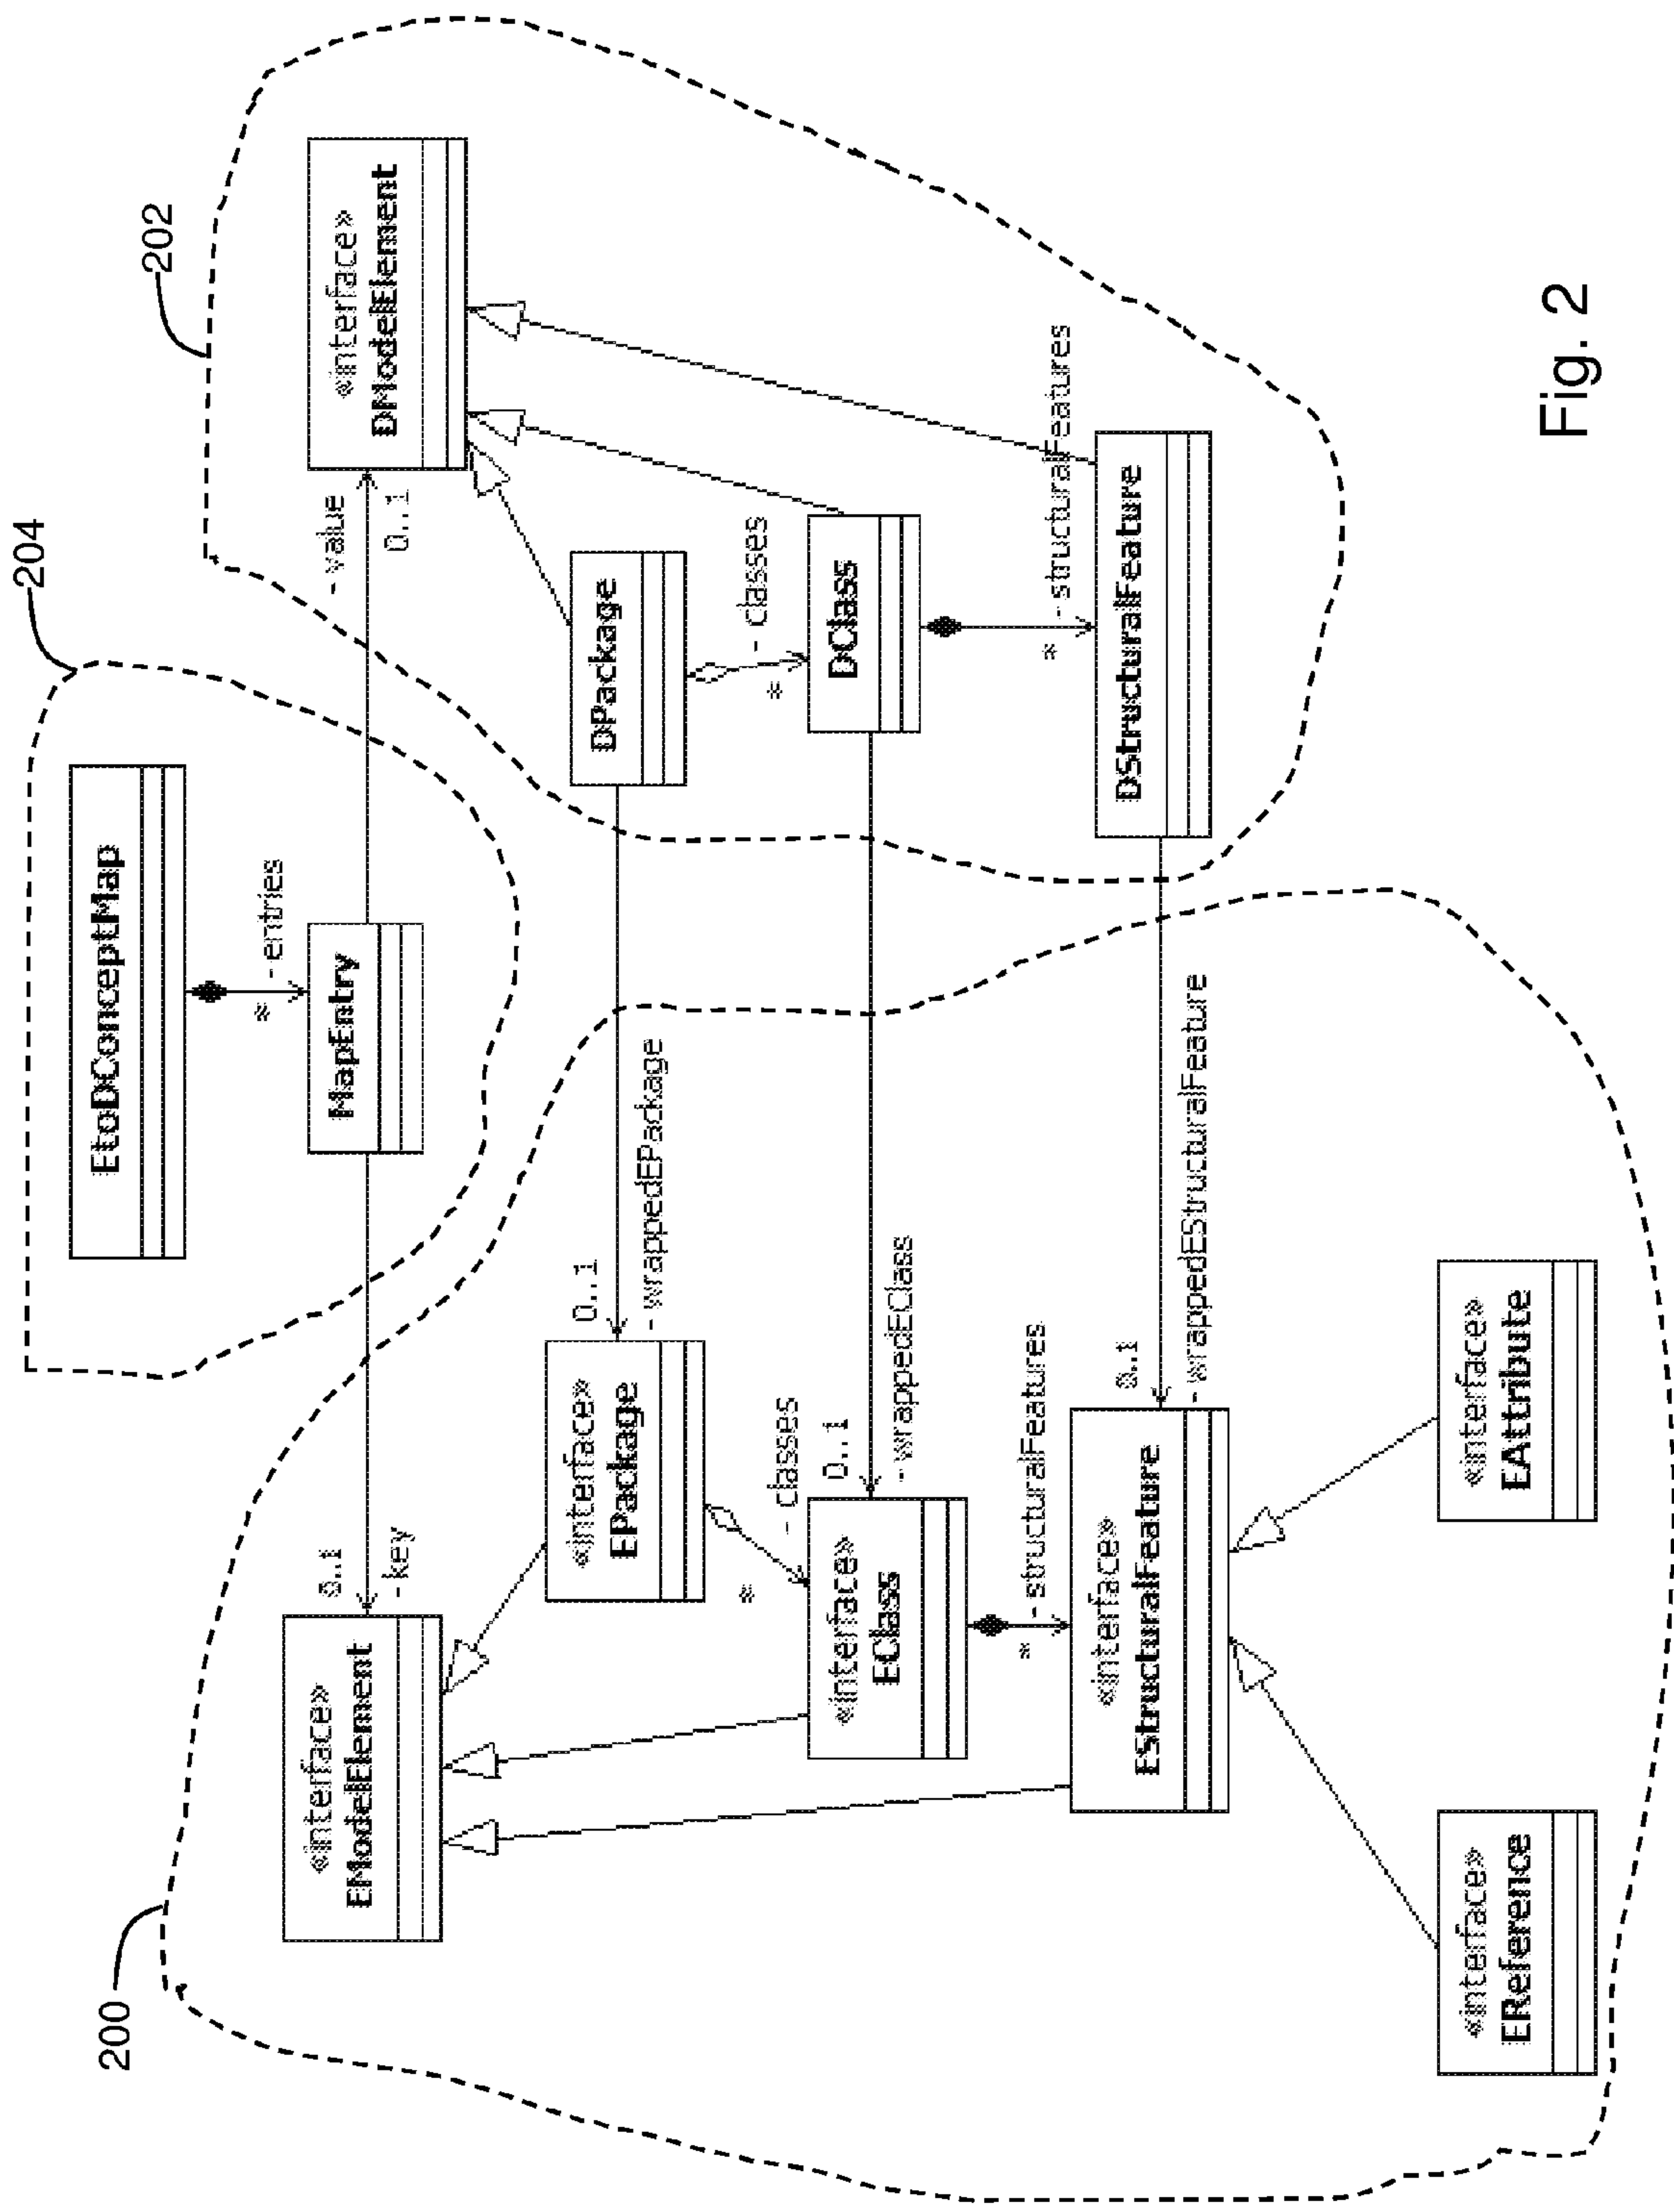 204
EtoDConceptMap
*
- entries
MapEntry
202
- value
0..1
«interface»
DModelElement
DPackage
*
- classes
DClass
*
- structuralFeatures
DStructuralFeature
200
0..1
- key
«interface»
EModelElement
0..1
- wrappedEPackage
«interface»
EPackage
*
- classes
0..1
- wrappedEClass
«interface»
EClass
*
- structuralFeatures
0..1
- wrappedEStructuralFeature
«interface»
EStructuralFeature
«interface»
EReference
«interface»
EAttribute
Fig. 2